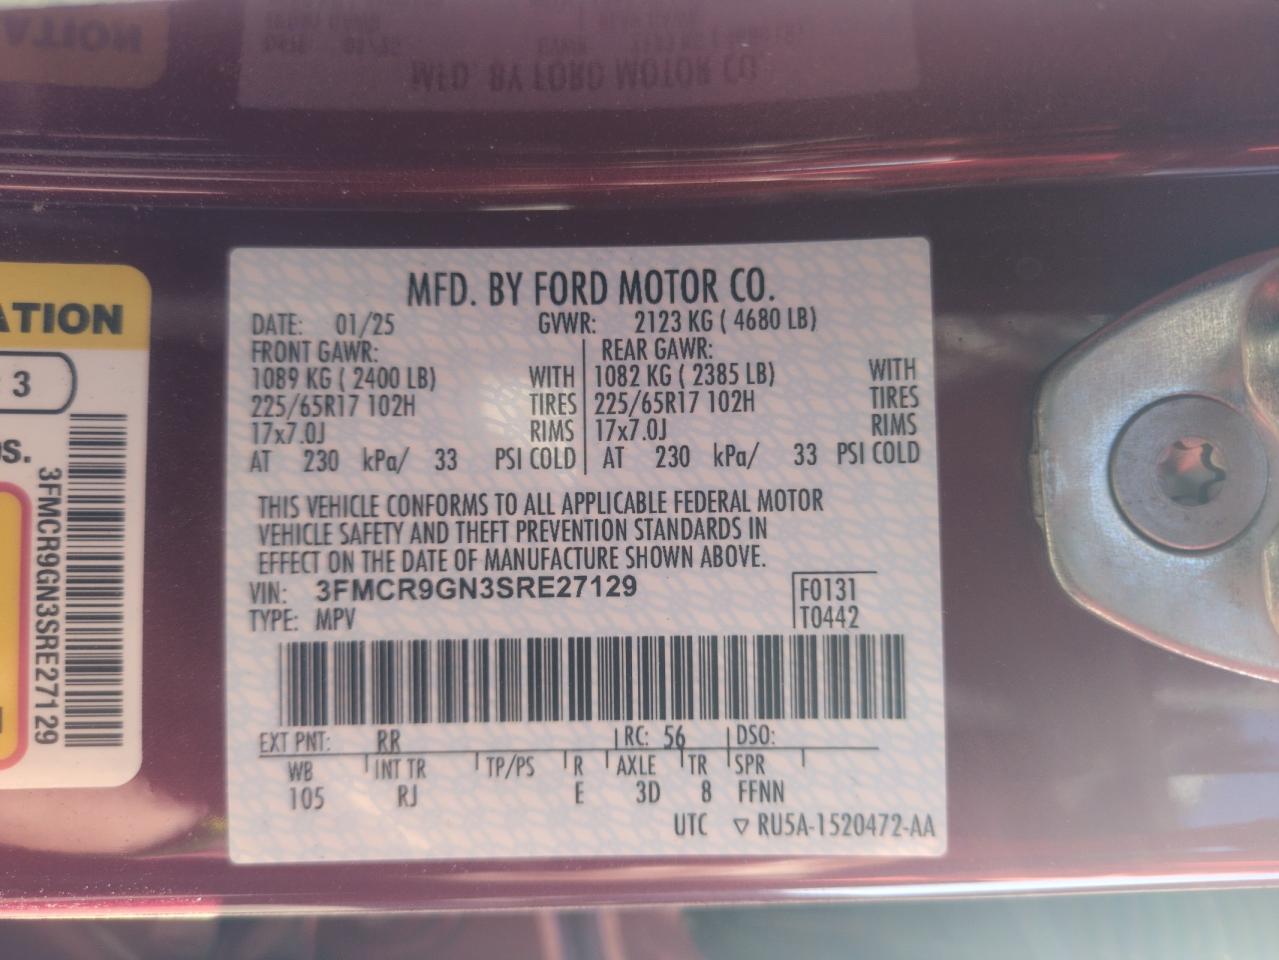 MFD. BY FORD MOTOR CO.
DATE: 01/25 GVWR: 2123 KG ( 4680 LB)
FRONT GAWR: REAR GAWR:
1089 KG ( 2400 LB) WITH 1082 KG ( 2385 LB) WITH
225/65R17 102H TIRES 225/65R17 102H TIRES
17x7.0J RIMS 17x7.0J RIMS
AT 230 kPa/ 33 PSI COLD AT 230 kPa/ 33 PSI COLD
THIS VEHICLE CONFORMS TO ALL APPLICABLE FEDERAL MOTOR
VEHICLE SAFETY AND THEFT PREVENTION STANDARDS IN
EFFECT ON THE DATE OF MANUFACTURE SHOWN ABOVE.
VIN: 3FMCR9GN3SRE27129 F0131
TYPE: MPV T0442
EXT PNT: RR RC: 56 DSO:
WB INT TR TP/PS R AXLE TR SPR
105 RJ E 3D 8 FFNN
UTC ▽ RU5A-1520472-AA
ATION
3
3FMCR9GN3SRE27129